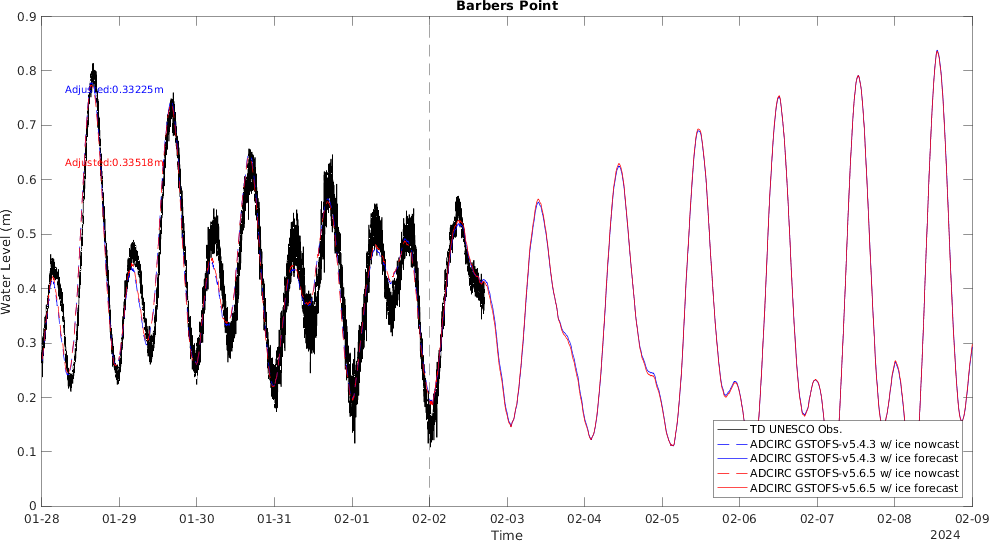 Barbers Point
0.9
0.8
0.7
0.6
0.5
0.4
0.3
0.2
0.1
0
Water Level (m)
Adjusted:0.33225m
Adjusted:0.33518m
TD UNESCO Obs.
ADCIRC GSTOFS-v5.4.3 w/ ice nowcast
ADCIRC GSTOFS-v5.4.3 w/ ice forecast
ADCIRC GSTOFS-v5.6.5 w/ ice nowcast
ADCIRC GSTOFS-v5.6.5 w/ ice forecast
01-28 01-29 01-30 01-31 02-01 02-02 02-03 02-04 02-05 02-06 02-07 02-08 02-09
Time
2024